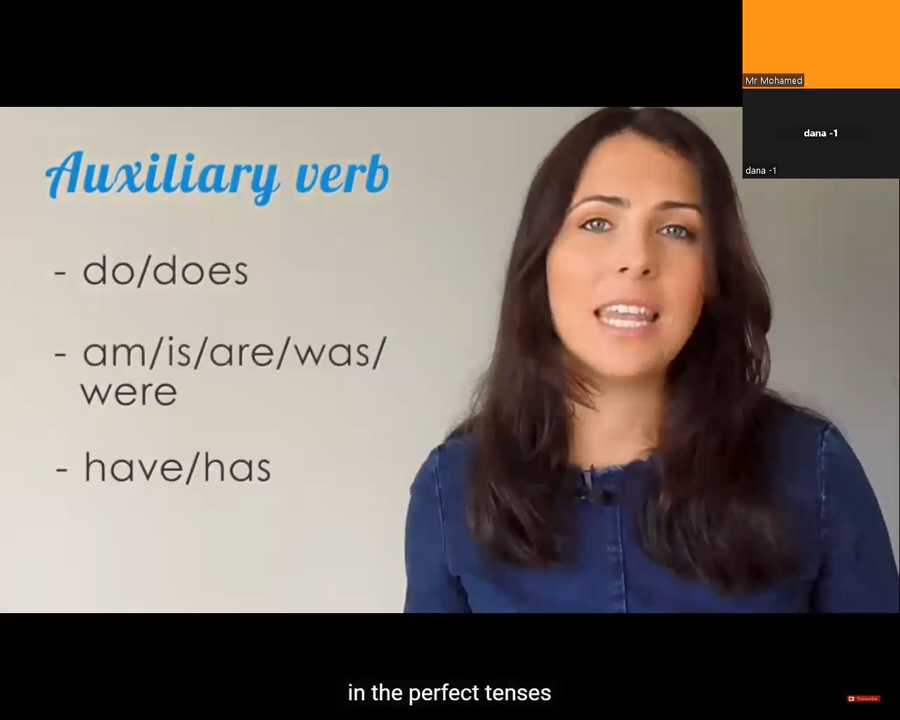 Mr Mohamed
dana -1
dana -1
Auxiliary verb
- do/does
- am/is/are/was/
were
- have/has
in the perfect tenses
Subscribe